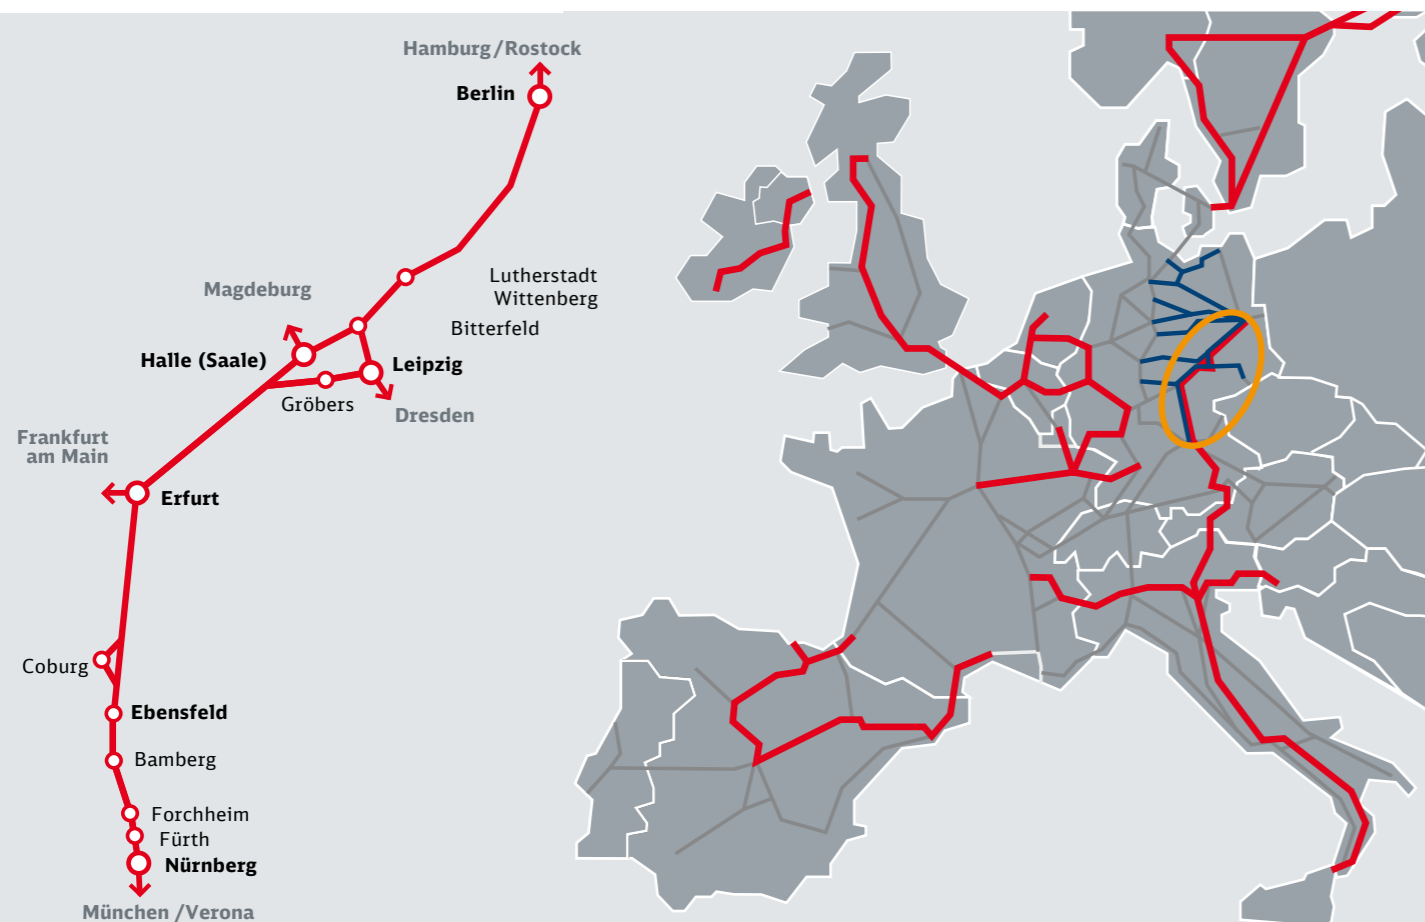 Hamburg/Rostock
Berlin
Lutherstadt
Wittenberg
Magdeburg
Bitterfeld
Halle (Saale)
Leipzig
Gröbers
Dresden
Frankfurt
am Main
Erfurt
Coburg
Ebensfeld
Bamberg
Forchheim
Fürth
Nürnberg
München /Verona